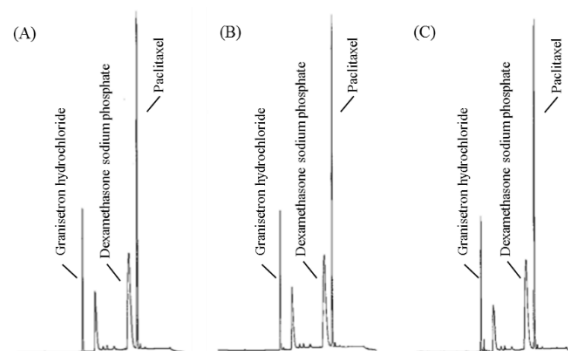 (A)
Granisetron hydrochloride
Dexamethasone sodium phosphate
Paclitaxel
(B)
Granisetron hydrochloride
Dexamethasone sodium phosphate
Paclitaxel
(C)
Granisetron hydrochloride
Dexamethasone sodium phosphate
Paclitaxel